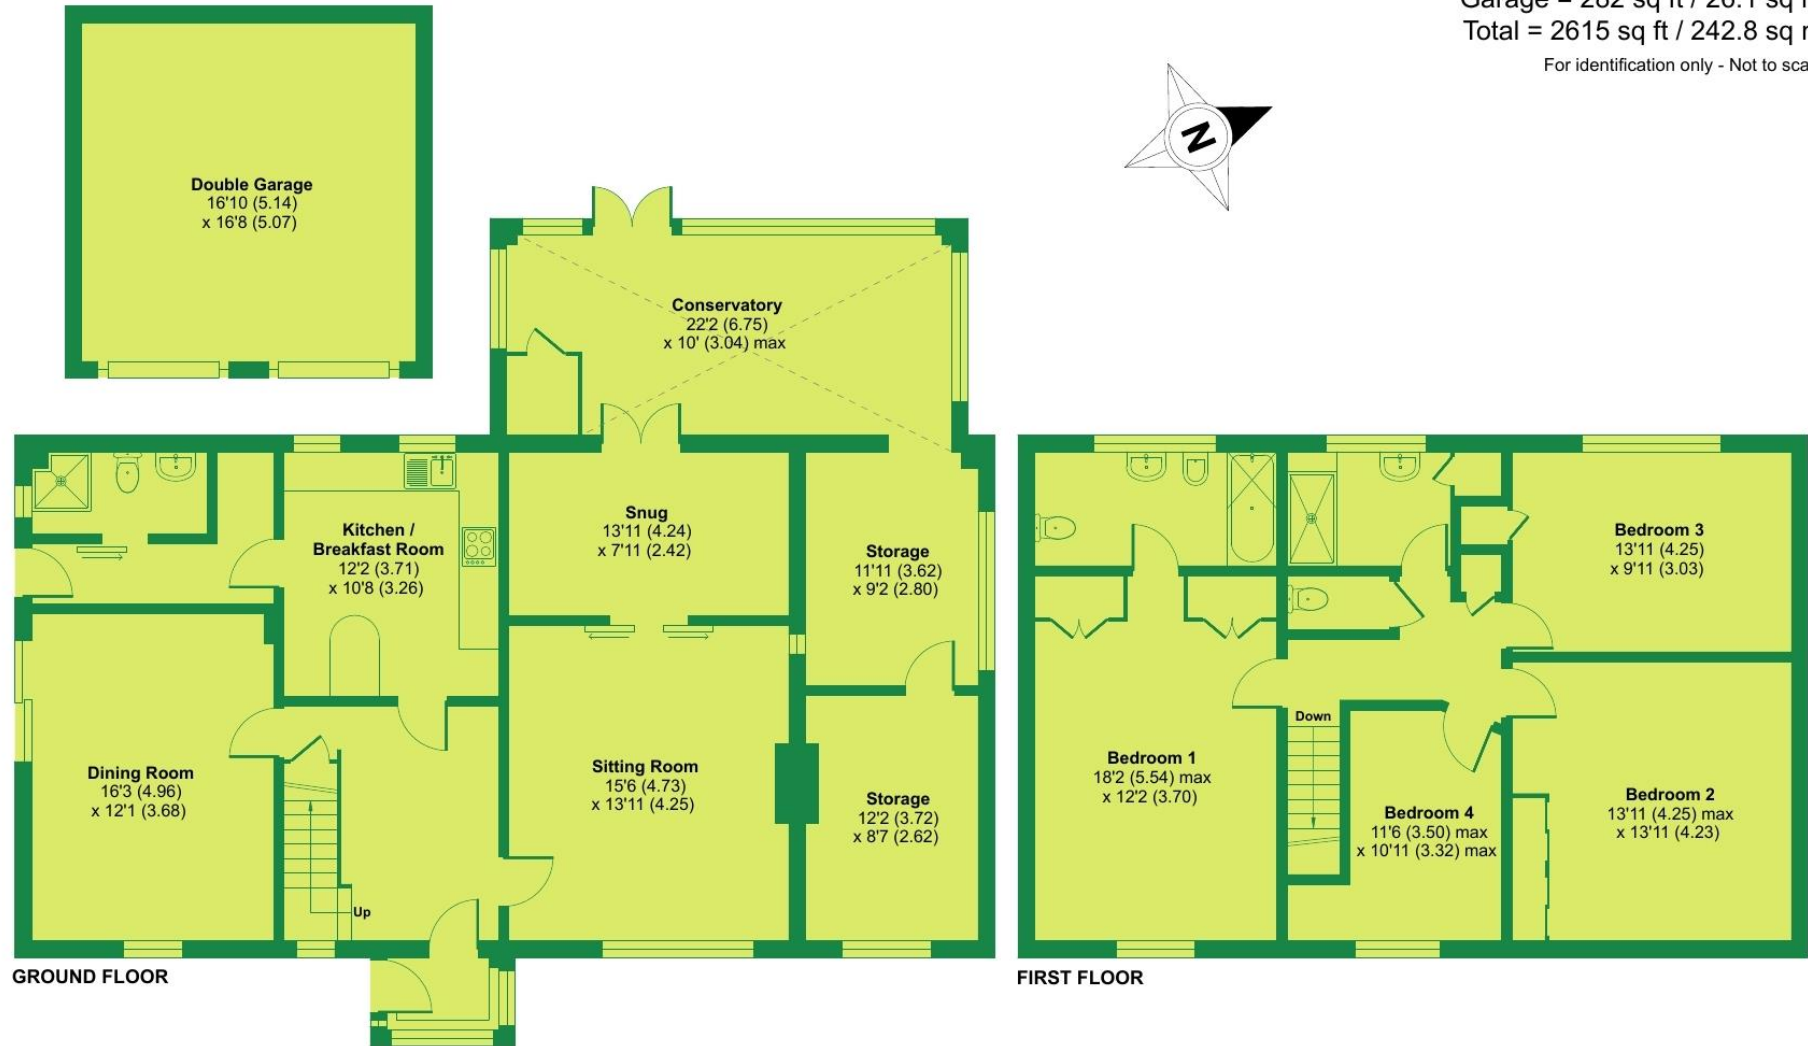 Garage = 282 sq ft / 26.1 sq m
Total = 2615 sq ft / 242.8 sq m
For identification only - Not to sca
N
Double Garage
16'10 (5.14)
x 16'8 (5.07)
Conservatory
22'2 (6.75)
x 10' (3.04) max
Kitchen /
Breakfast Room
12'2 (3.71)
x 10'8 (3.26)
Snug
13'11 (4.24)
x 7'11 (2.42)
Storage
11'11 (3.62)
x 9'2 (2.80)
Dining Room
16'3 (4.96)
x 12'1 (3.68)
Sitting Room
15'6 (4.73)
x 13'11 (4.25)
Storage
12'2 (3.72)
x 8'7 (2.62)
Up
GROUND FLOOR
Bedroom 3
13'11 (4.25)
x 9'11 (3.03)
Down
Bedroom 1
18'2 (5.54) max
x 12'2 (3.70)
Bedroom 4
11'6 (3.50) max
x 10'11 (3.32) max
Bedroom 2
13'11 (4.25) max
x 13'11 (4.23)
FIRST FLOOR